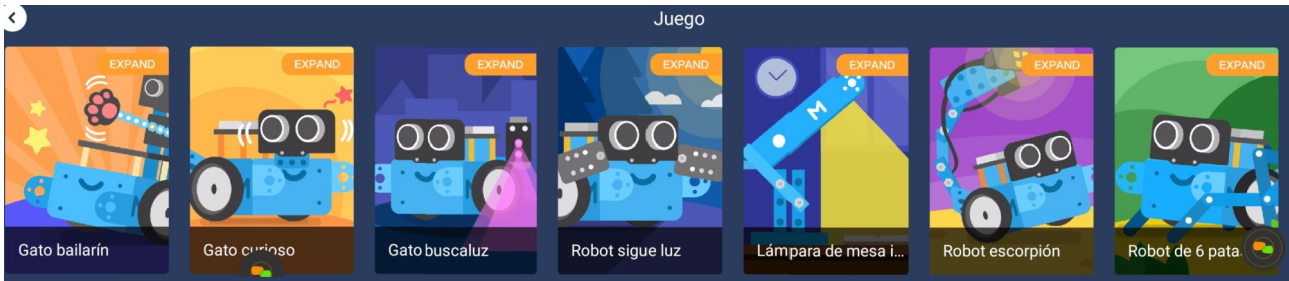 Juego
EXPAND
EXPAND
EXPAND
EXPAND
EXPAND
EXPAND
EXPAND
M
Gato bailarín
Gato curioso
Gato buscaluz
Robot sigue luz
Lámpara de mesa i...
Robot escorpión
Robot de 6 pata